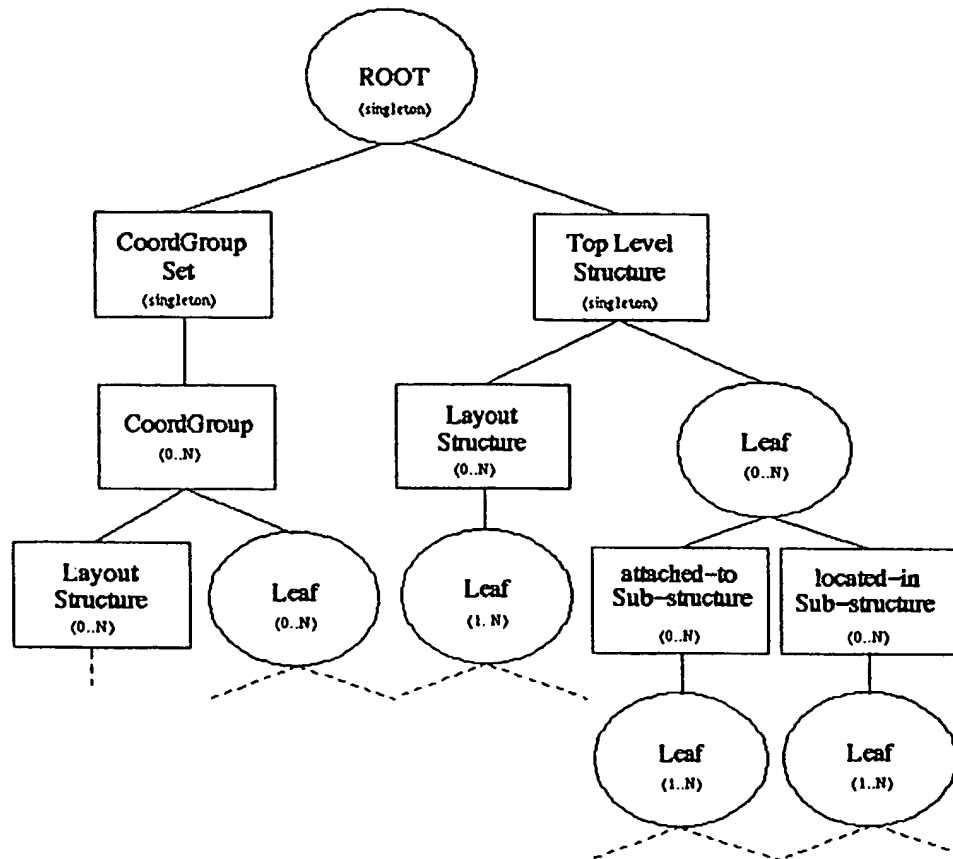 ROOT
(singleton)
CoordGroup
Set
(singleton)
Top Level
Structure
(singleton)
CoordGroup
(0..N)
Layout
Structure
(0..N)
Leaf
(0..N)
Layout
Structure
(0..N)
Leaf
(0..N)
Leaf
(1..N)
attached-to
Sub-structure
(0..N)
located-in
Sub-structure
(0..N)
Leaf
(1..N)
Leaf
(1..N)